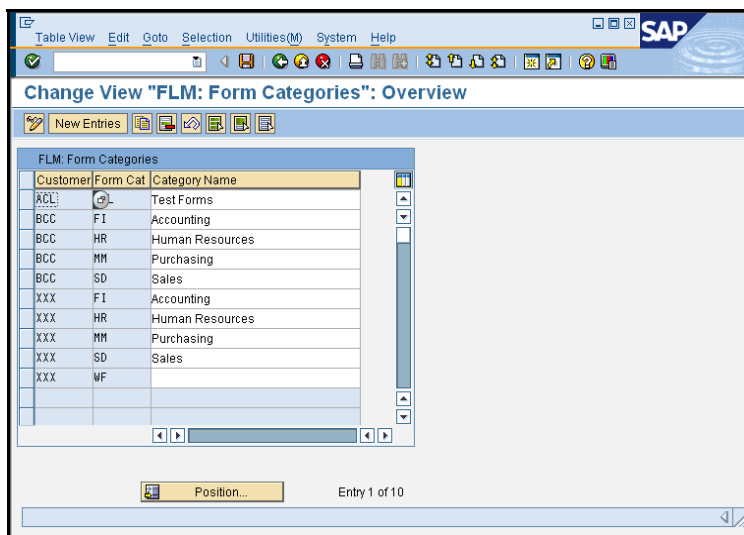 Table View Edit Goto Selection Utilities(M) System Help
SAP
Change View "FLM: Form Categories": Overview
New Entries
FLM: Form Categories
Customer Form Cat Category Name
ACL Test Forms
BCC FI Accounting
BCC HR Human Resources
BCC MM Purchasing
BCC SD Sales
XXX FI Accounting
XXX HR Human Resources
XXX MM Purchasing
XXX SD Sales
XXX WF
Position... Entry 1 of 10